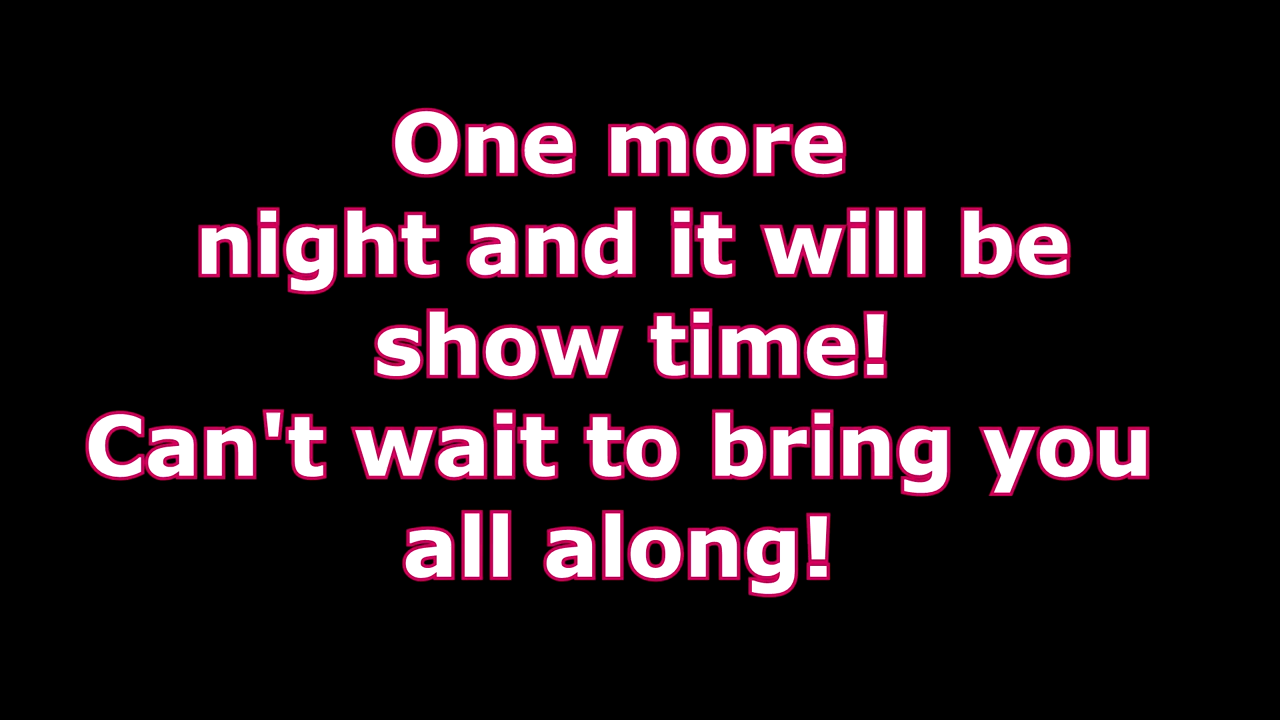 One more
night and it will be
show time!
Can't wait to bring you
all along!